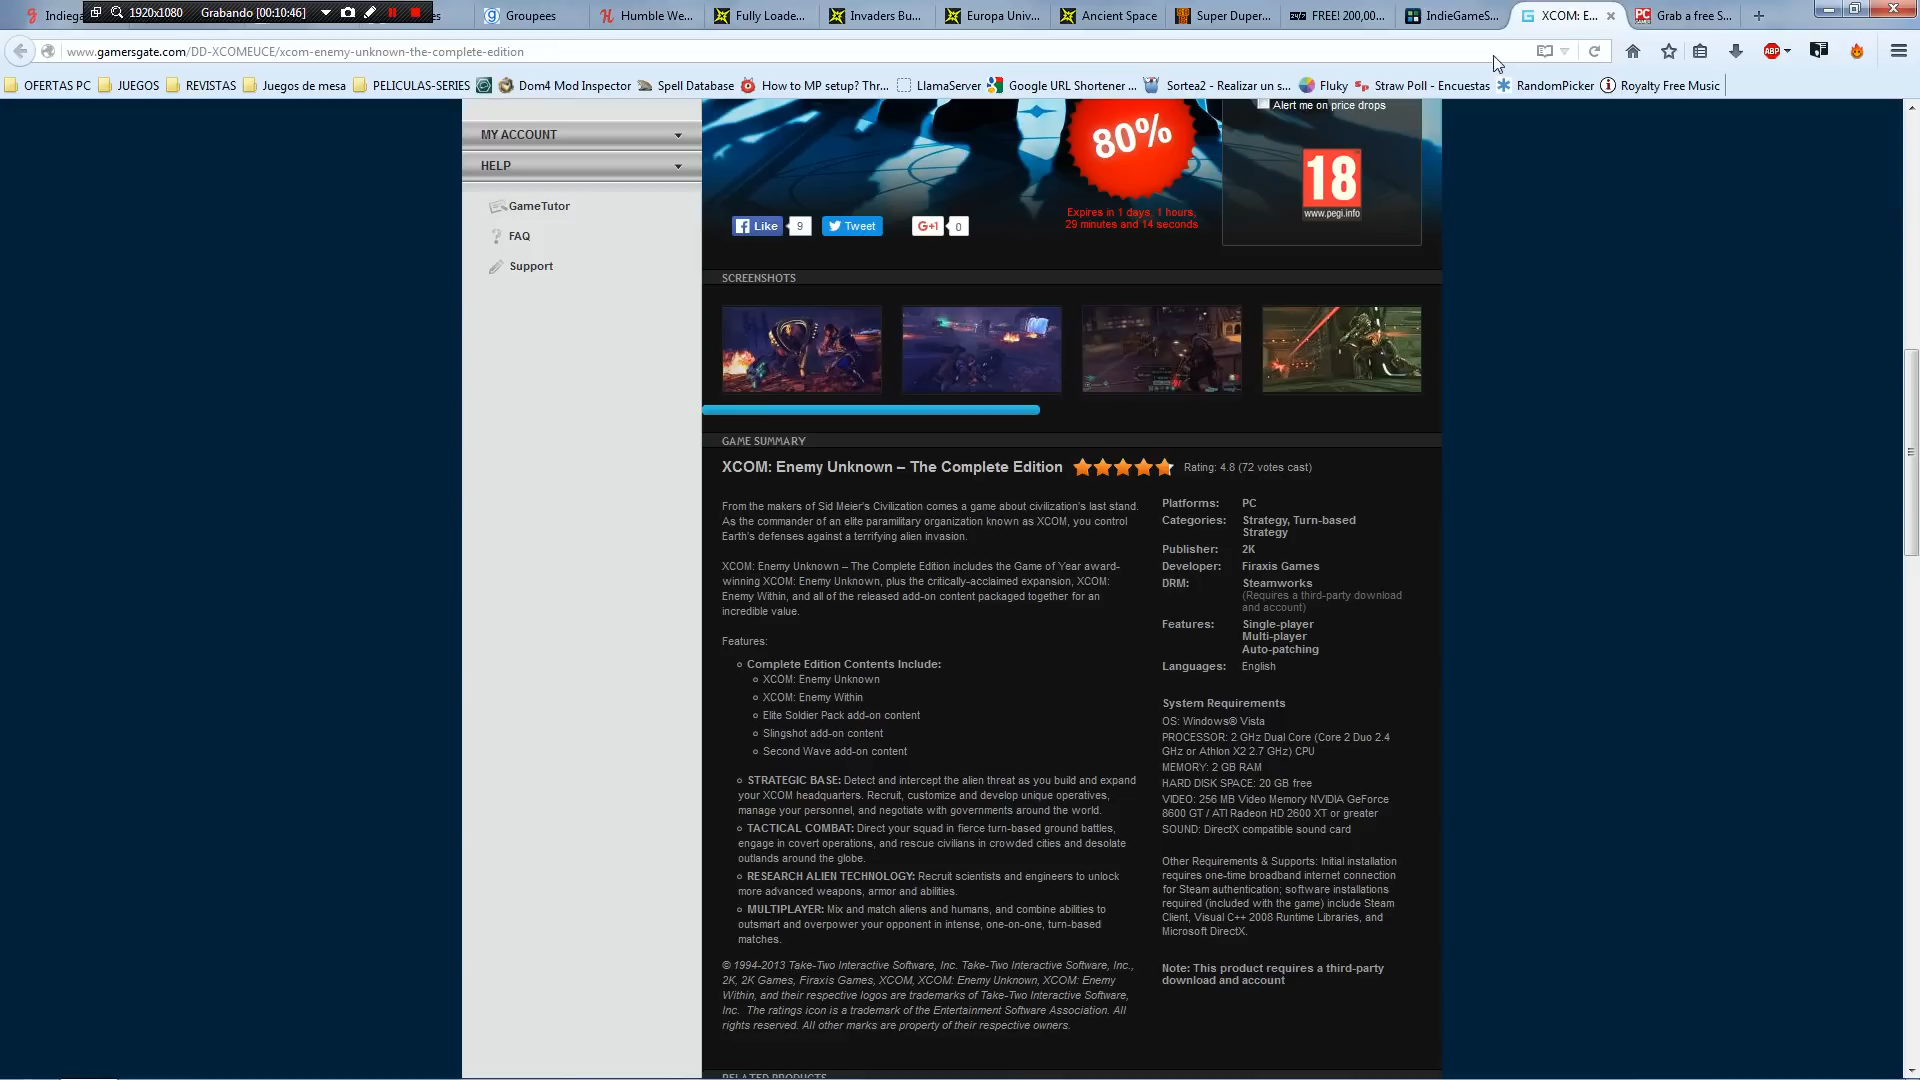 Indiega
1920x1080
Grabando [00:10:46]
es
Groupees
Humble We...
Fully Loade...
Invaders Bu...
Europa Univ...
Ancient Space
Super Duper...
FREE! 200,00...
IndieGameS...
XCOM: E...
Grab a free S...
www.gamersgate.com/DD-XCOMEUCE/xcom-enemy-unknown-the-complete-edition
ABP
OFERTAS PC
JUEGOS
REVISTAS
Juegos de mesa
PELICULAS-SERIES
Dom4 Mod Inspector
Spell Database
How to MP setup? Thr...
LlamaServer
Google URL Shortener ...
Sortea2 - Realizar un s...
Fluky
Straw Poll - Encuestas
RandomPicker
Royalty Free Music
MY ACCOUNT
HELP
GameTutor
FAQ
Support
80%
Alert me on price drops
18
www.pegi.info
Expires in 1 days, 1 hours,
29 minutes and 14 seconds
Like 9
Tweet
G+1 0
SCREENSHOTS
GAME SUMMARY
XCOM: Enemy Unknown – The Complete Edition
Rating: 4.8 (72 votes cast)
From the makers of Sid Meier's Civilization comes a game about civilization's last stand.
As the commander of an elite paramilitary organization known as XCOM, you control
Earth's defenses against a terrifying alien invasion.
XCOM: Enemy Unknown – The Complete Edition includes the Game of Year award-
winning XCOM: Enemy Unknown, plus the critically-acclaimed expansion, XCOM:
Enemy Within, and all of the released add-on content packaged together for an
incredible value.
Features:
Complete Edition Contents Include:
XCOM: Enemy Unknown
XCOM: Enemy Within
Elite Soldier Pack add-on content
Slingshot add-on content
Second Wave add-on content
STRATEGIC BASE: Detect and intercept the alien threat as you build and expand
your XCOM headquarters. Recruit, customize and develop unique operatives,
manage your personnel, and negotiate with governments around the world.
TACTICAL COMBAT: Direct your squad in fierce turn-based ground battles,
engage in covert operations, and rescue civilians in crowded cities and desolate
outlands around the globe.
RESEARCH ALIEN TECHNOLOGY: Recruit scientists and engineers to unlock
more advanced weapons, armor and abilities.
MULTIPLAYER: Mix and match aliens and humans, and combine abilities to
outsmart and overpower your opponent in intense, one-on-one, turn-based
matches.
© 1994-2013 Take-Two Interactive Software, Inc. Take-Two Interactive Software, Inc.,
2K, 2K Games, Firaxis Games, XCOM, XCOM: Enemy Unknown, XCOM: Enemy
Within, and their respective logos are trademarks of Take-Two Interactive Software,
Inc. The ratings icon is a trademark of the Entertainment Software Association. All
rights reserved. All other marks are property of their respective owners.
Platforms: PC
Categories: Strategy, Turn-based
Strategy
Publisher: 2K
Developer: Firaxis Games
DRM: Steamworks
(Requires a third-party download
and account)
Features: Single-player
Multi-player
Auto-patching
Languages: English
System Requirements
OS: Windows® Vista
PROCESSOR: 2 GHz Dual Core (Core 2 Duo 2.4
GHz or Athlon X2 2.7 GHz) CPU
MEMORY: 2 GB RAM
HARD DISK SPACE: 20 GB free
VIDEO: 256 MB Video Memory NVIDIA GeForce
8600 GT / ATI Radeon HD 2600 XT or greater
SOUND: DirectX compatible sound card
Other Requirements & Supports: Initial installation
requires one-time broadband internet connection
for Steam authentication; software installations
required (included with the game) include Steam
Client, Visual C++ 2008 Runtime Libraries, and
Microsoft DirectX.
Note: This product requires a third-party
download and account
RELATED PRODUCTS